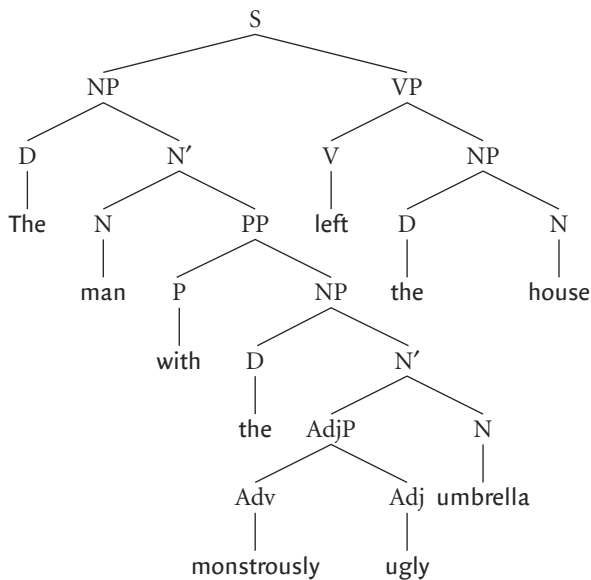 S
NP VP
D N′ V NP
The N PP left D N
man P NP the house
with D N′
the AdjP N
Adv Adj umbrella
monstrously ugly